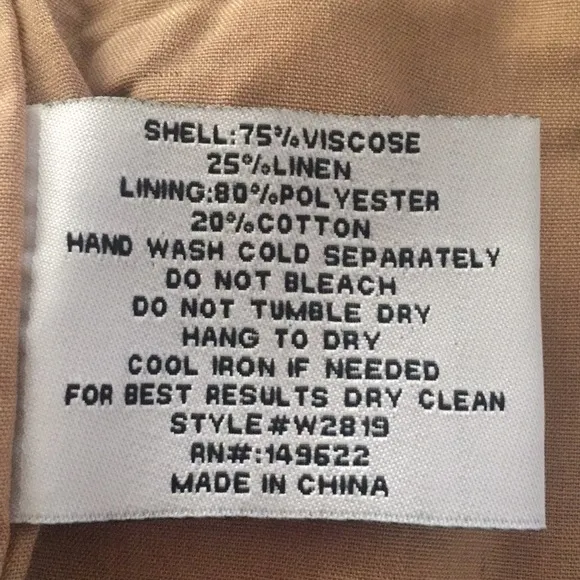 SHELL:75%VISCOSE
25%LINEN
LINING:80%POLYESTER
20%COTTON
HAND WASH COLD SEPARATELY
DO NOT BLEACH
DO NOT TUMBLE DRY
HANG TO DRY
COOL IRON IF NEEDED
FOR BEST RESULTS DRY CLEAN
STYLE#W2819
RN#:149622
MADE IN CHINA